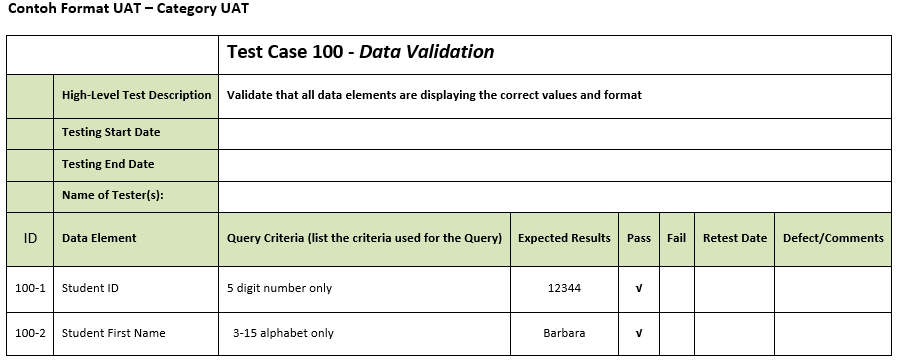 Contoh Format UAT – Category UAT
Test Case 100 - Data Validation
High-Level Test Description Validate that all data elements are displaying the correct values and format
Testing Start Date
Testing End Date
Name of Tester(s):
ID Data Element Query Criteria (list the criteria used for the Query) Expected Results Pass Fail Retest Date Defect/Comments
100-1 Student ID 5 digit number only 12344 √
100-2 Student First Name 3-15 alphabet only Barbara √